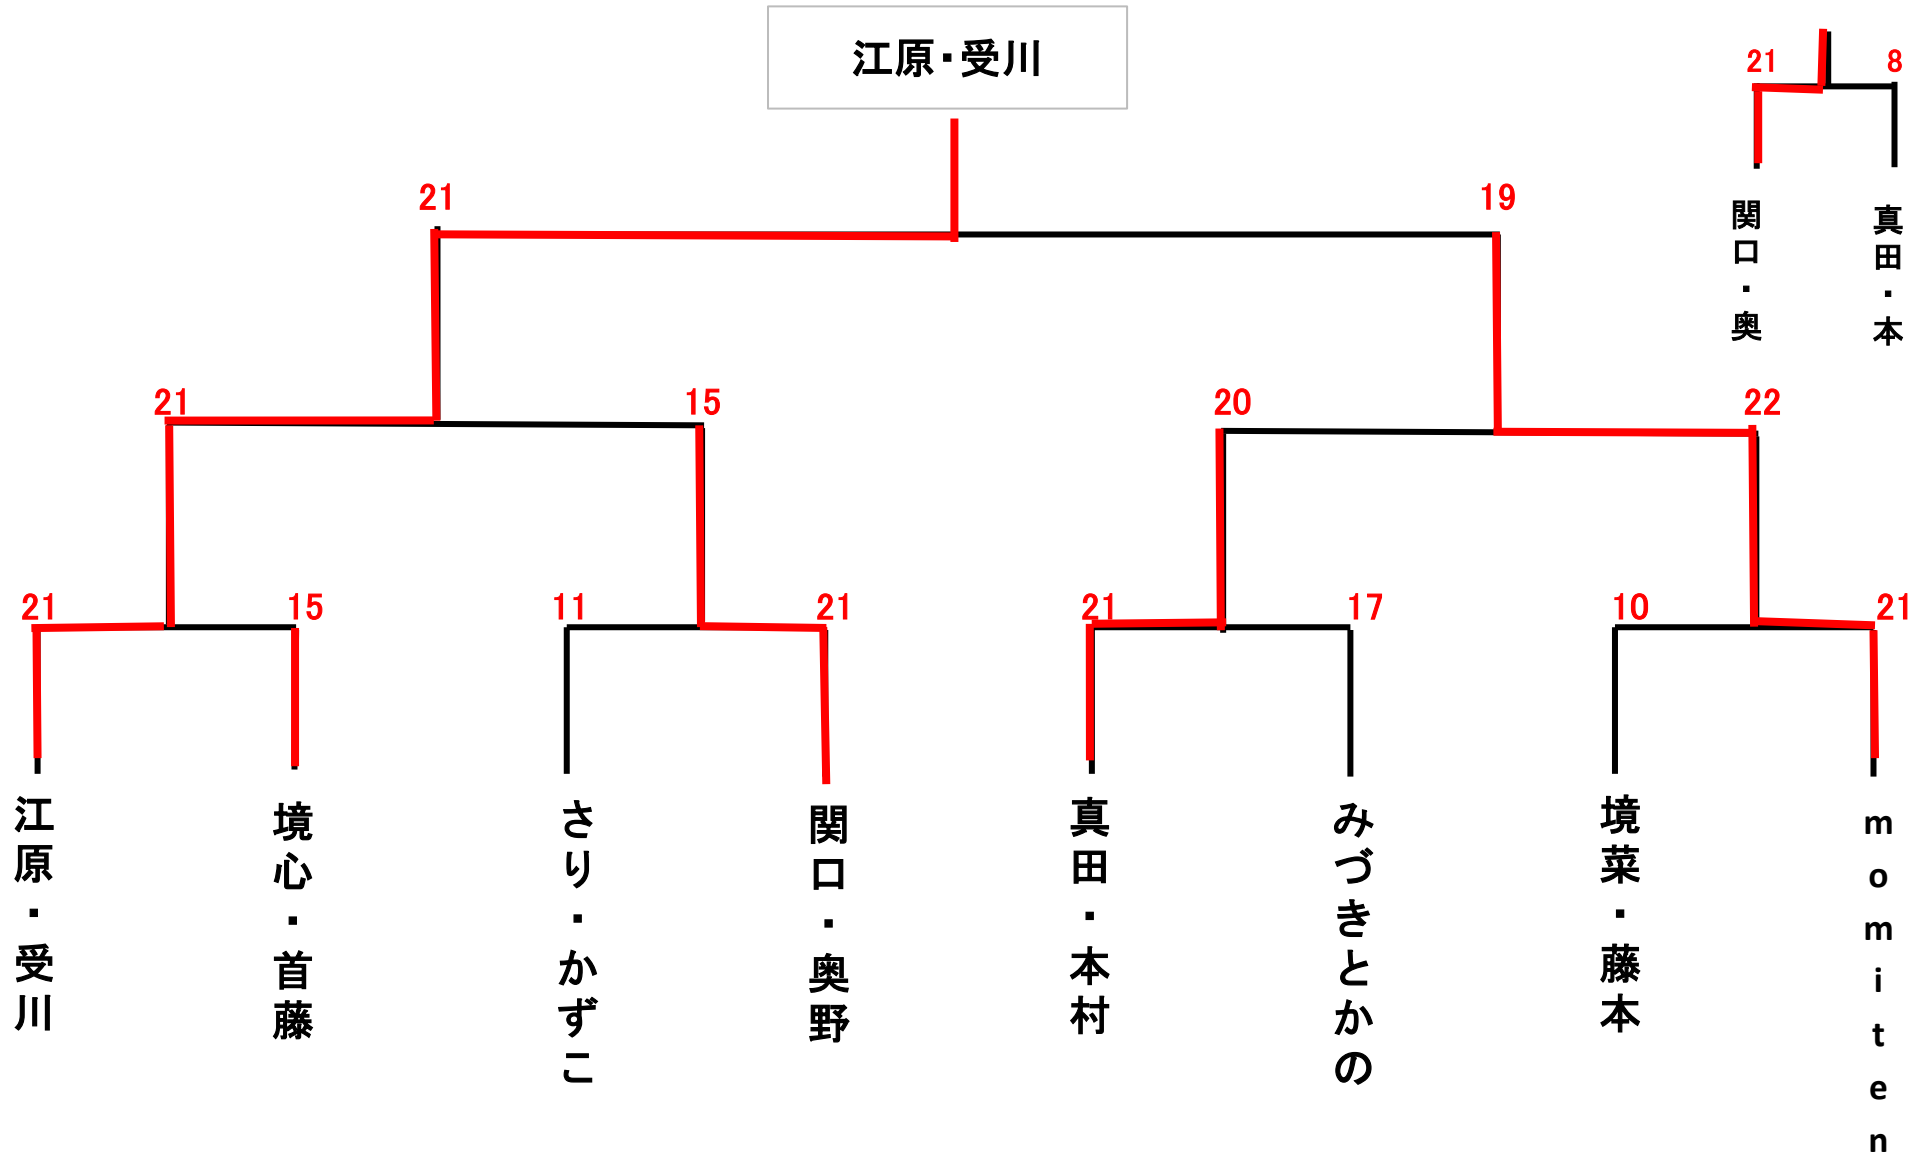 江原・受川
21 8
関口・奥
真田・本
21 19
21 15 20 22
21 15 11 21 21 17 10 21
江原・受川
境心・首藤
さり・かずこ
関口・奥野
真田・本村
みづきとかの
境菜・藤本
momiten